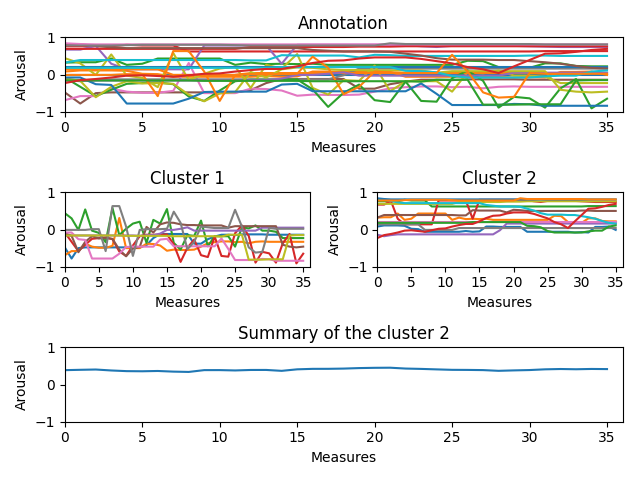 Annotation
Arousal
1
0
−1
0 5 10 15 20 25 30 35
Measures
Cluster 1
Arousal
1
0
−1
0 5 10 15 20 25 30 35
Measures
Cluster 2
Arousal
1
0
−1
0 5 10 15 20 25 30 35
Measures
Summary of the cluster 2
Arousal
1
0
−1
0 5 10 15 20 25 30 35
Measures